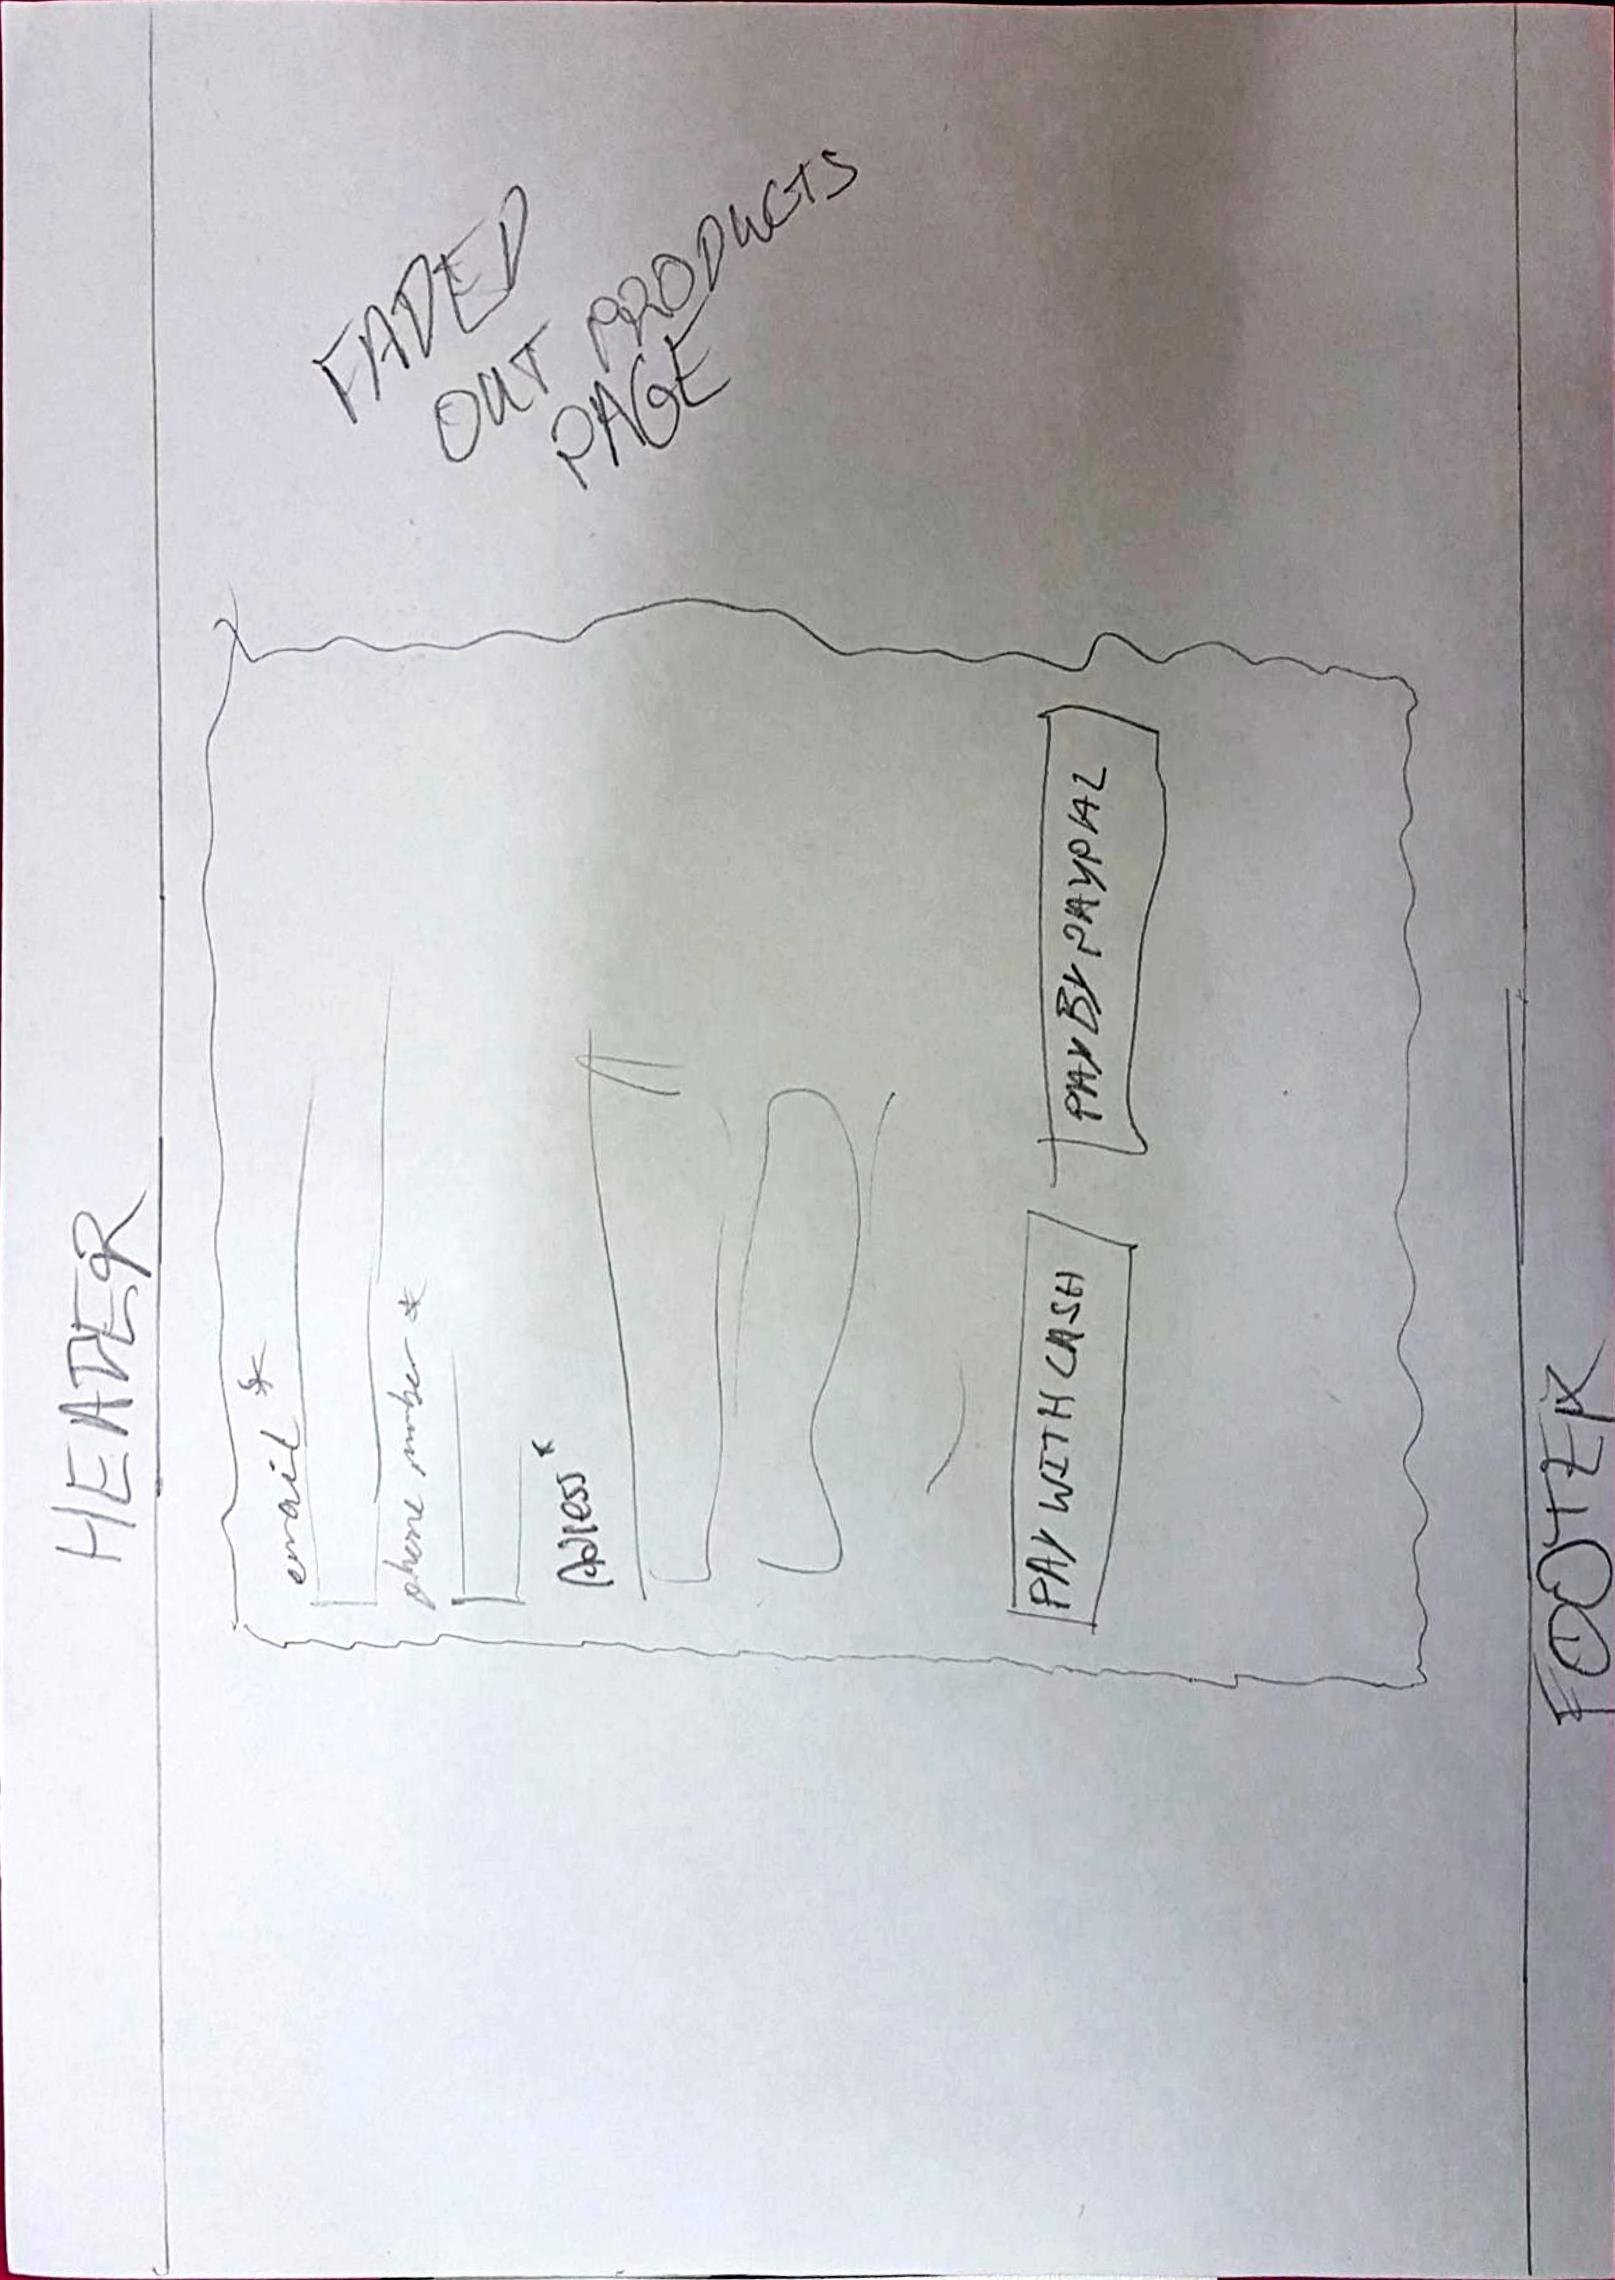 HEADER
email *
phone number *
Adress *
PAY WITH CASH
PAY BY PAYPAL
FADED
OUT PRODUCTS
PAGE
FOOTER